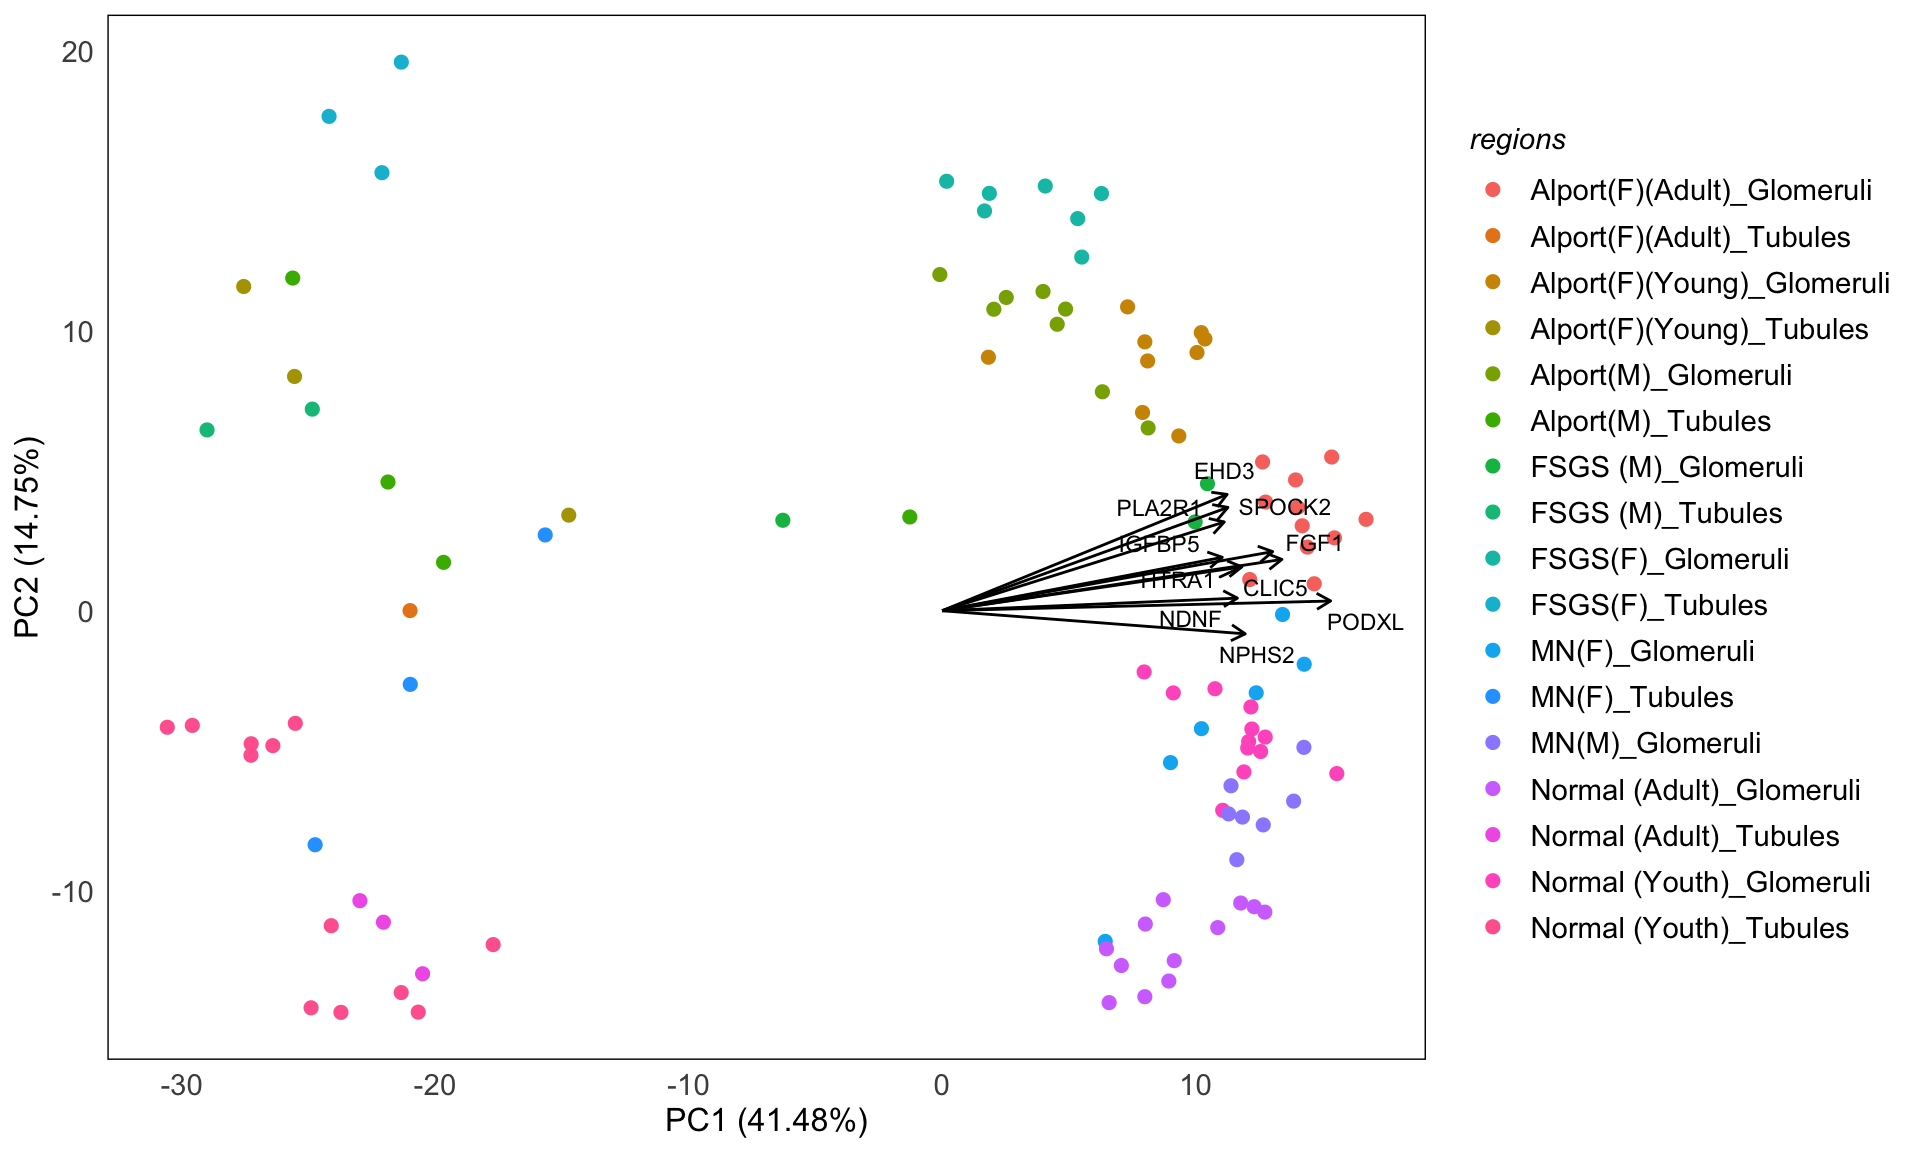 20
10
0
-10
PC2 (14.75%)
-30
-20
-10
0
10
PC1 (41.48%)
EHD3
PLA2R1
SPOCK2
IGFBP5
FGF1
HTRA1
CLIC5
NDNF
PODXL
NPHS2
regions
Alport(F)(Adult)_Glomeruli
Alport(F)(Adult)_Tubules
Alport(F)(Young)_Glomeruli
Alport(F)(Young)_Tubules
Alport(M)_Glomeruli
Alport(M)_Tubules
FSGS (M)_Glomeruli
FSGS (M)_Tubules
FSGS(F)_Glomeruli
FSGS(F)_Tubules
MN(F)_Glomeruli
MN(F)_Tubules
MN(M)_Glomeruli
Normal (Adult)_Glomeruli
Normal (Adult)_Tubules
Normal (Youth)_Glomeruli
Normal (Youth)_Tubules